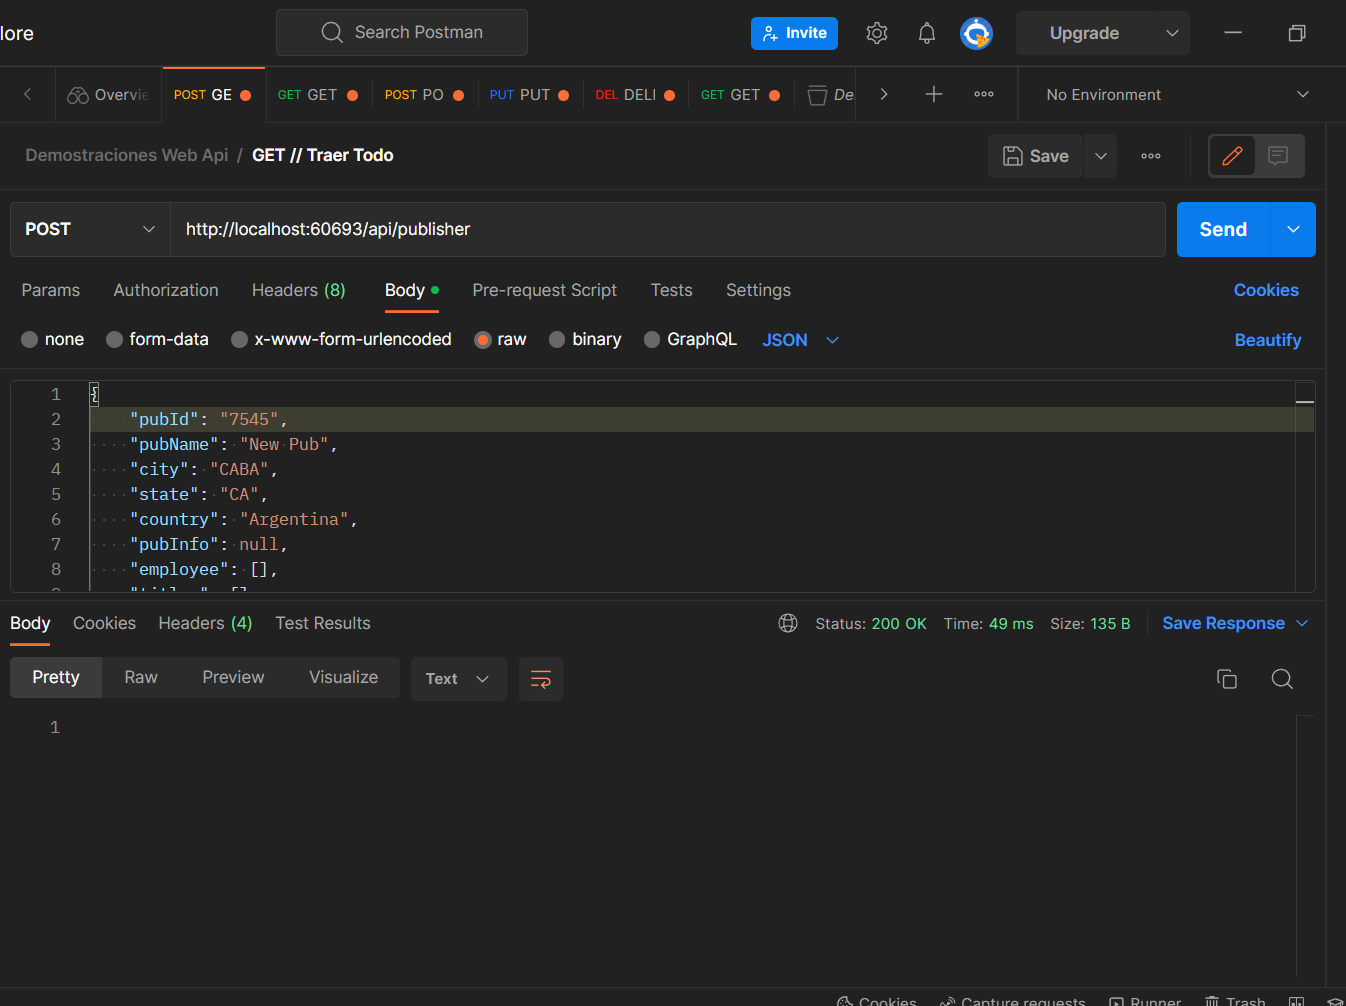 lore
Search Postman
Invite
Upgrade
Overvie
POST GE
GET GET
POST PO
PUT PUT
DEL DELI
GET GET
De
No Environment
Demostraciones Web Api / GET // Traer Todo
Save
POST
http://localhost:60693/api/publisher
Send
Params
Authorization
Headers (8)
Body
Pre-request Script
Tests
Settings
Cookies
none
form-data
x-www-form-urlencoded
raw
binary
GraphQL
JSON
Beautify
1 {
2 "pubId": "7545",
3 "pubName": "New Pub",
4 "city": "CABA",
5 "state": "CA",
6 "country": "Argentina",
7 "pubInfo": null,
8 "employee": [],
Body
Cookies
Headers (4)
Test Results
Status: 200 OK
Time: 49 ms
Size: 135 B
Save Response
Pretty
Raw
Preview
Visualize
Text
1
Cookies
Capture requests
Runner
Trash